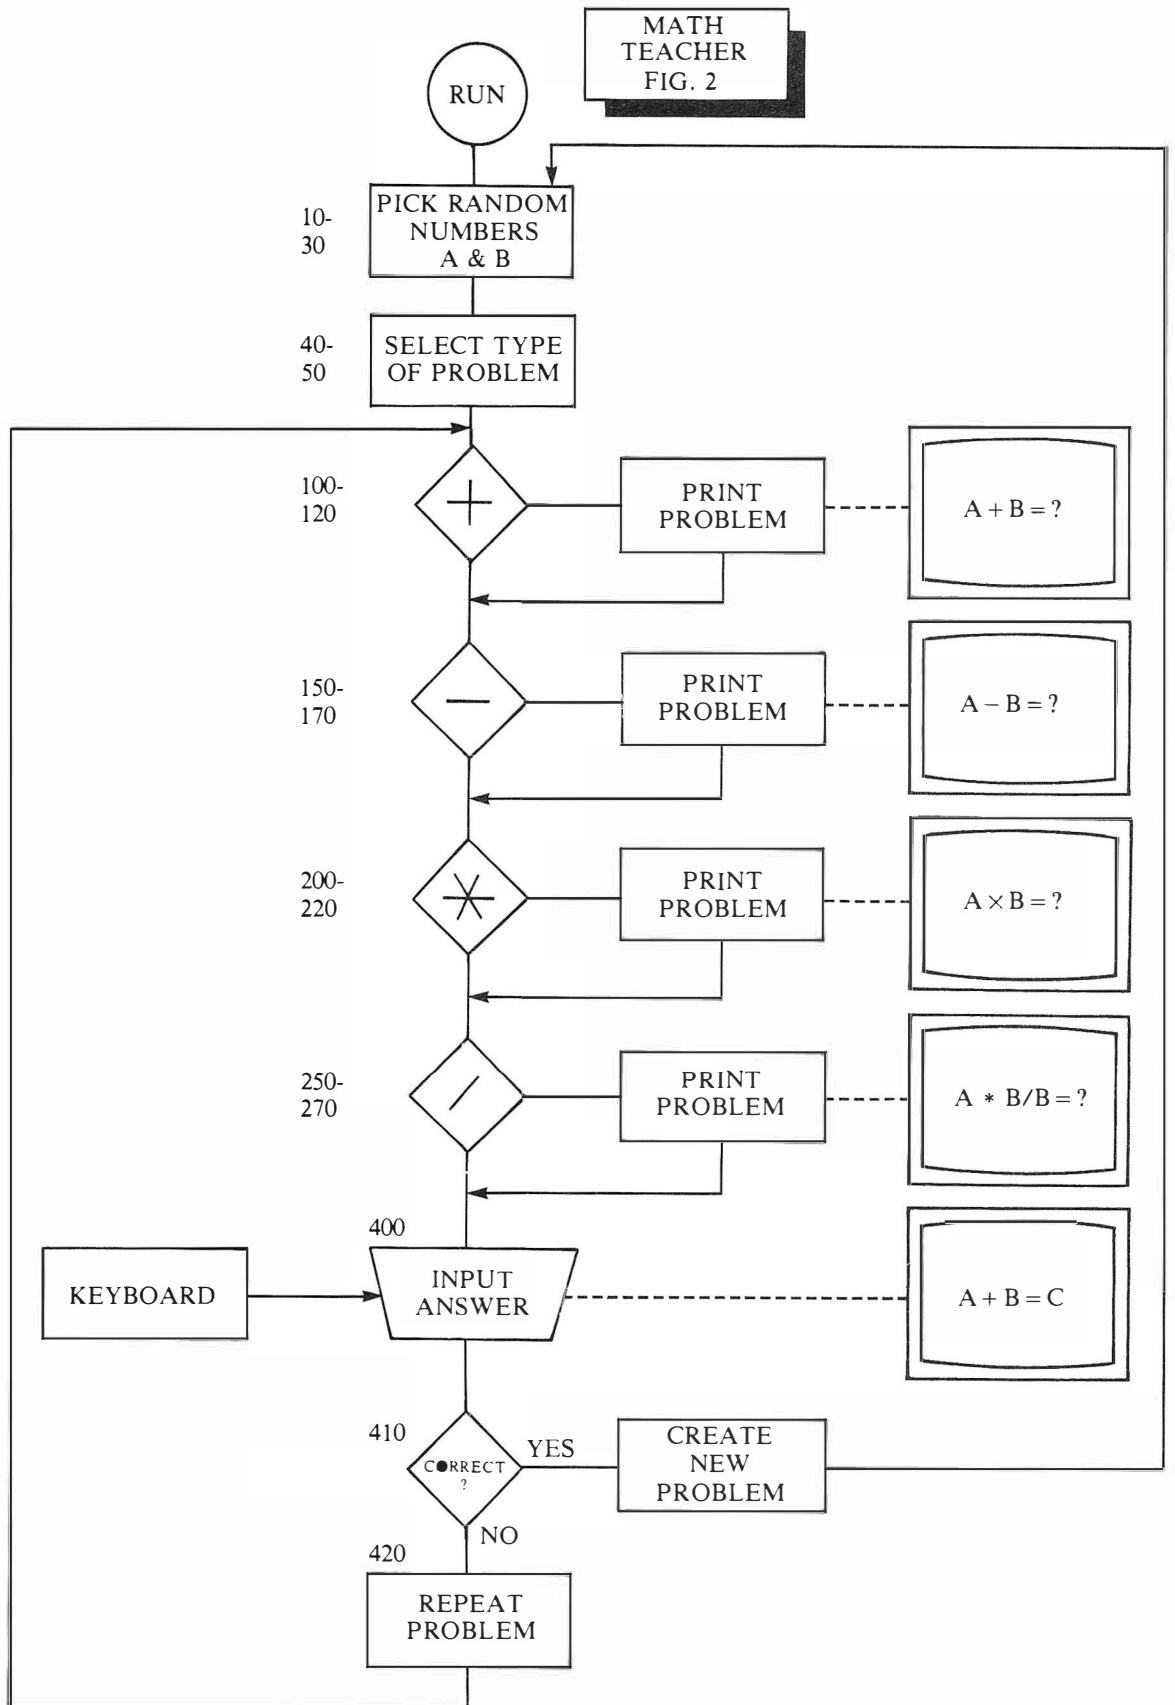 MATH
TEACHER
FIG. 2
RUN
10-
30
PICK RANDOM
NUMBERS
A & B
40-
50
SELECT TYPE
OF PROBLEM
100-
120
+
PRINT
PROBLEM
A + B = ?
150-
170
—
PRINT
PROBLEM
A – B = ?
200-
220
*
PRINT
PROBLEM
A × B = ?
250-
270
/
PRINT
PROBLEM
A * B/B = ?
400
KEYBOARD
INPUT
ANSWER
A + B = C
410
CORRECT
?
YES
CREATE
NEW
PROBLEM
NO
420
REPEAT
PROBLEM